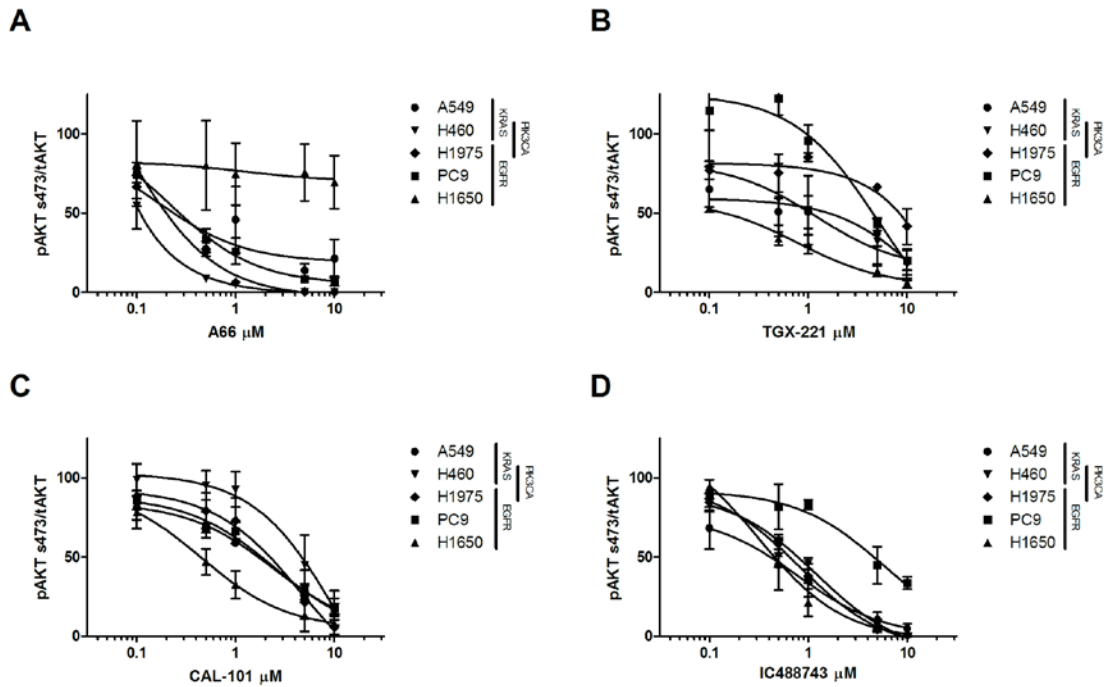 A
pAKT s473/tAKT
100
50
0
0.1
1
10
A66 μM
A549
H460
H1975
PC9
H1650
KRAS
EGFR
PIK3CA
B
pAKT s473/tAKT
100
50
0
0.1
1
10
TGX-221 μM
A549
H460
H1975
PC9
H1650
KRAS
EGFR
PIK3CA
C
pAKT s473/tAKT
100
50
0
0.1
1
10
CAL-101 μM
A549
H460
H1975
PC9
H1650
KRAS
EGFR
PIK3CA
D
pAKT s473/tAKT
100
50
0
0.1
1
10
IC488743 μM
A549
H460
H1975
PC9
H1650
KRAS
EGFR
PIK3CA